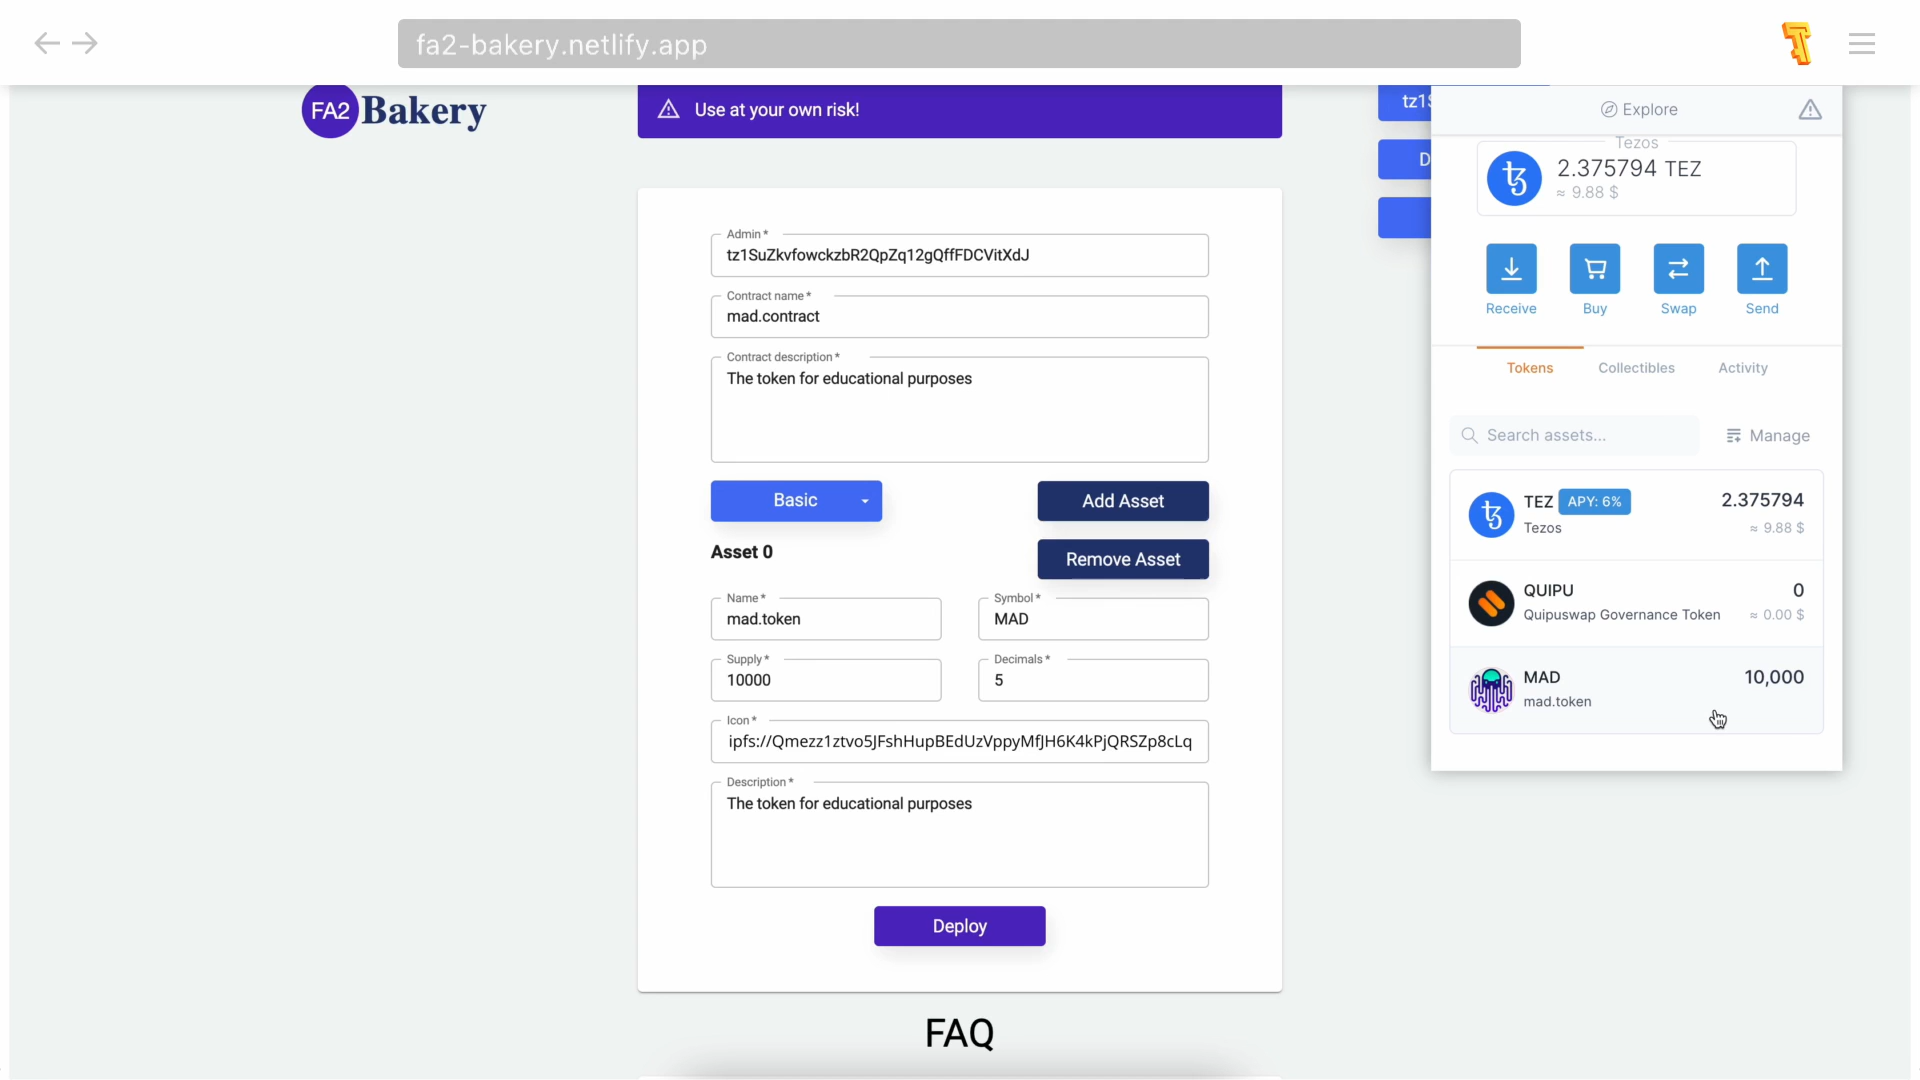 fa2-bakery.netlify.app
FA2 Bakery
Use at your own risk!
Admin *
tz1SuZkvfowckzbR2QpZq12gQffFDCVitXdJ
Contract name *
mad.contract
Contract description *
The token for educational purposes
Basic
Add Asset
Asset 0
Remove Asset
Name *
mad.token
Symbol *
MAD
Supply *
10000
Decimals *
5
Icon *
ipfs://Qmezz1ztvo5JFshHupBEdUzVppyMfJH6K4kPjQRSZp8cLq
Description *
The token for educational purposes
Deploy
FAQ
tz1S
D
Explore
Tezos
2.375794 TEZ
≈ 9.88 $
Receive
Buy
Swap
Send
Tokens
Collectibles
Activity
Search assets...
Manage
TEZ APY: 6% 2.375794
Tezos ≈ 9.88 $
QUIPU 0
Quipuswap Governance Token ≈ 0.00 $
MAD 10,000
mad.token